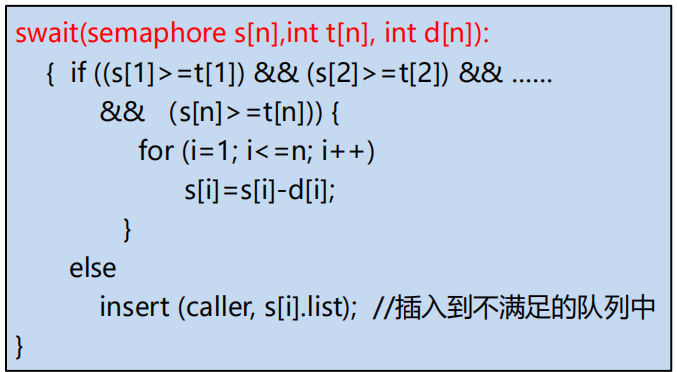 swait(semaphore s[n],int t[n], int d[n]):
{ if ((s[1]>=t[1]) && (s[2]>=t[2]) && ……
&& (s[n]>=t[n])) {
for (i=1; i<=n; i++)
s[i]=s[i]-d[i];
}
else
insert (caller, s[i].list); //插入到不满足的队列中
}